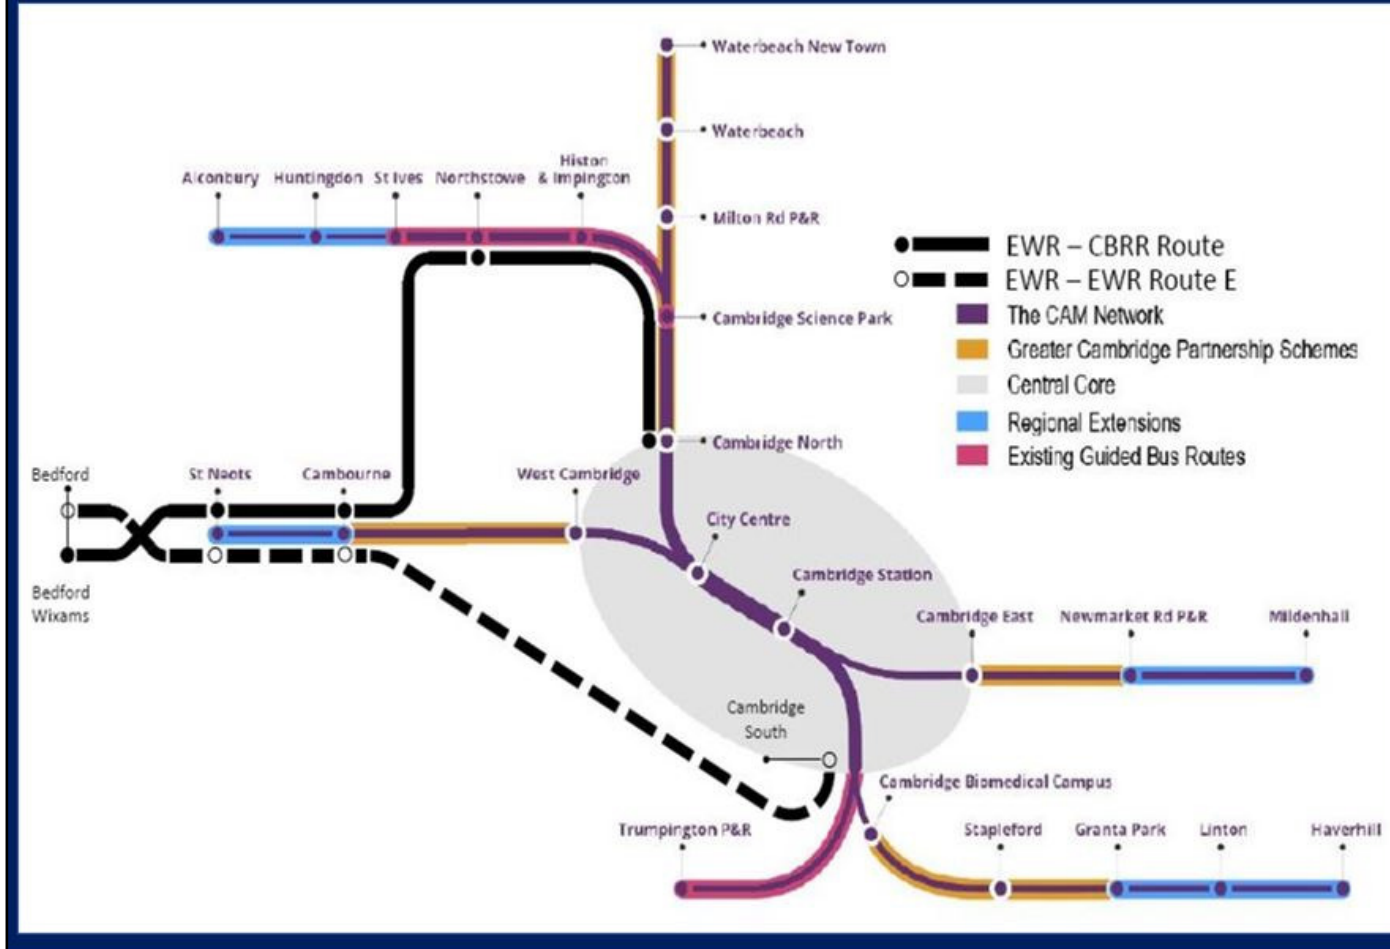 Waterbeach New Town
Waterbeach
Histon
& Impington
Alconbury Huntingdon St Ives Northstowe
Milton Rd P&R
EWR – CBRR Route
EWR – EWR Route E
The CAM Network
Cambridge Science Park
Greater Cambridge Partnership Schemes
Central Core
Regional Extensions
Cambridge North
Existing Guided Bus Routes
Bedford
St Neots
Cambourne
West Cambridge
City Centre
Cambridge Station
Bedford
Wixams
Cambridge East
Newmarket Rd P&R
Mildenhall
Cambridge
South
Cambridge Biomedical Campus
Trumpington P&R
Stapleford
Granta Park
Linton
Haverhill